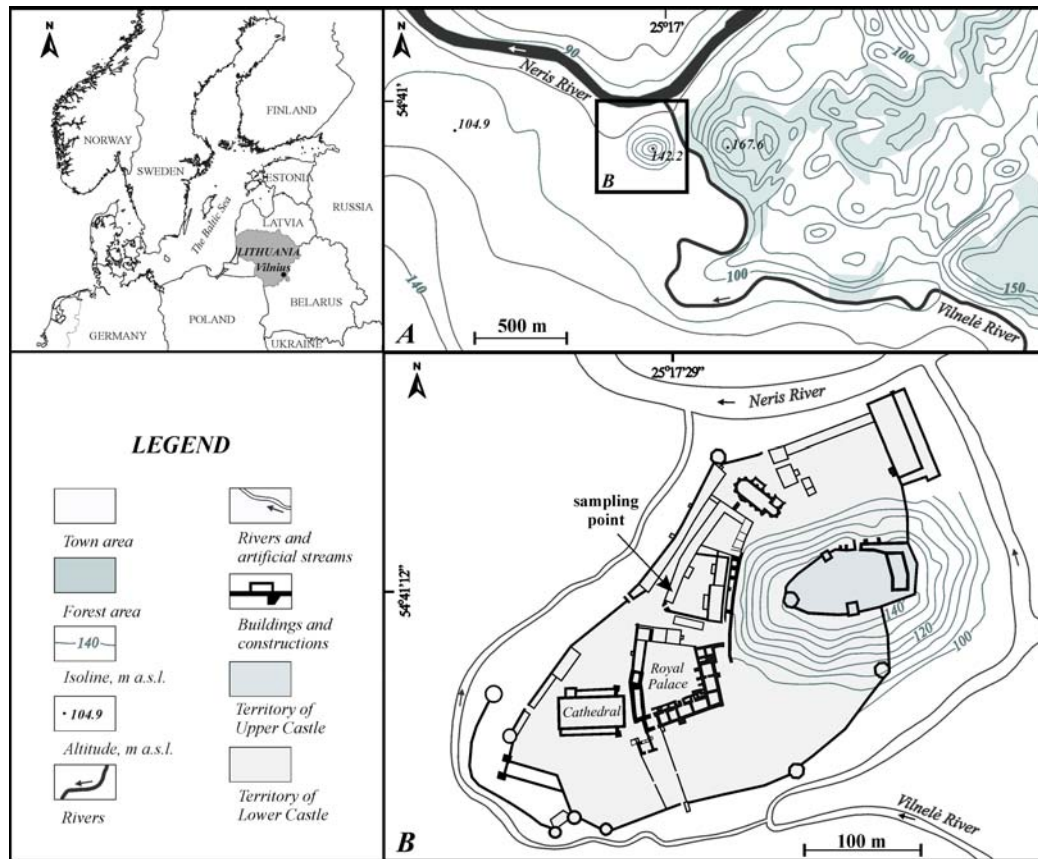 N
NORWAY
SWEDEN
FINLAND
ESTONIA
RUSSIA
The Baltic Sea
LATVIA
LITHUANIA
Vilnius
BELARUS
POLAND
GERMANY
UKRAINE
N
25°17'
54°41'
90
Neris River
100
104.9
142.2
167.6
B
100
140
150
Vilnelė River
A
500 m
LEGEND
Town area
Forest area
140
Isoline, m a.s.l.
104.9
Altitude, m a.s.l.
Rivers
Rivers and
artificial streams
Buildings and
constructions
Territory of
Upper Castle
Territory of
Lower Castle
N
25°17'29"
Neris River
sampling
point
54°41'12"
140
120
100
Royal
Palace
Cathedral
Vilnelė River
B
100 m